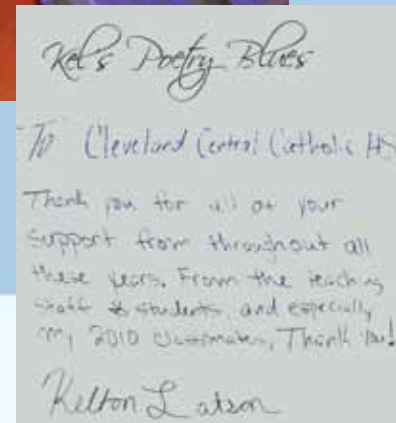 Kel's Poetry Blues
To Cleveland Central Catholic HS
Thank you for all of your
support from throughout all
these years. From the teaching
staff to students, and especially
my 2010 classmates, Thank You!
Kelton Latson